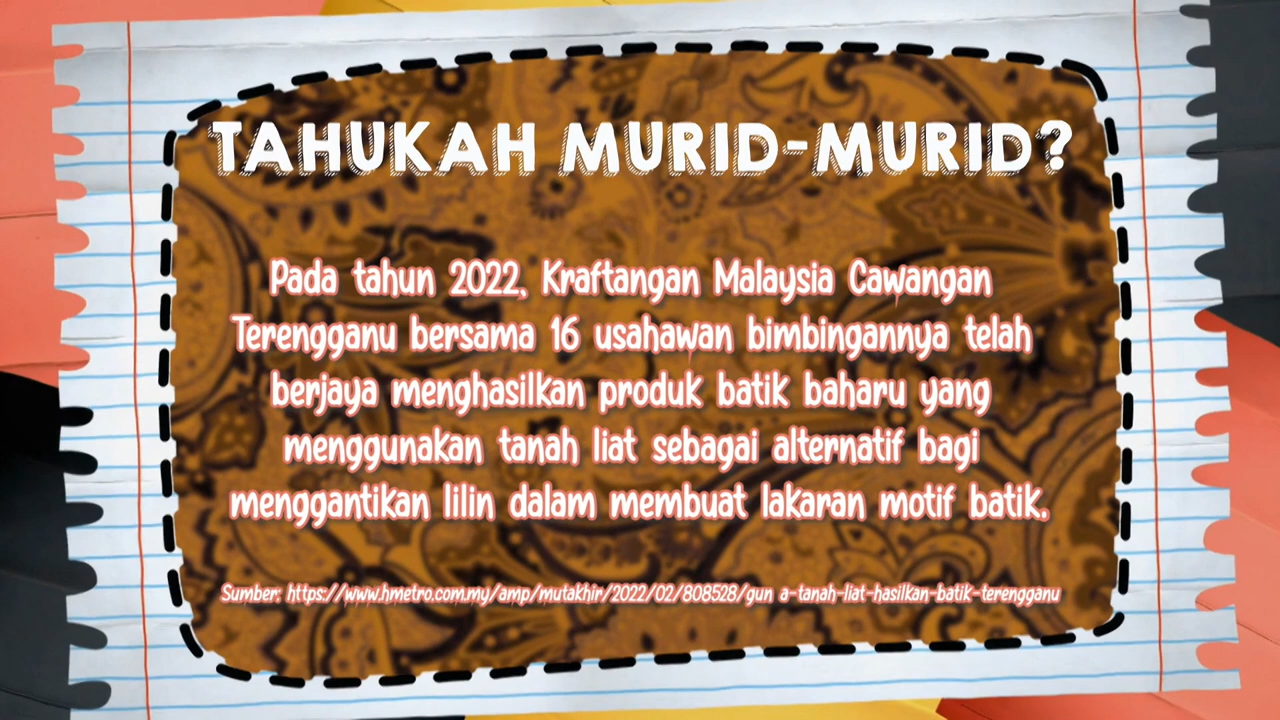 TAHUKAH MURID-MURID?
Pada tahun 2022, Kraftangan Malaysia Cawangan
Terengganu bersama 16 usahawan bimbingannya telah
berjaya menghasilkan produk batik baharu yang
menggunakan tanah liat sebagai alternatif bagi
menggantikan lilin dalam membuat lakaran motif batik.
Sumber: https://www.hmetro.com.my/amp/mutakhir/2022/02/808528/gun a-tanah-liat-hasilkan-batik-terengganu